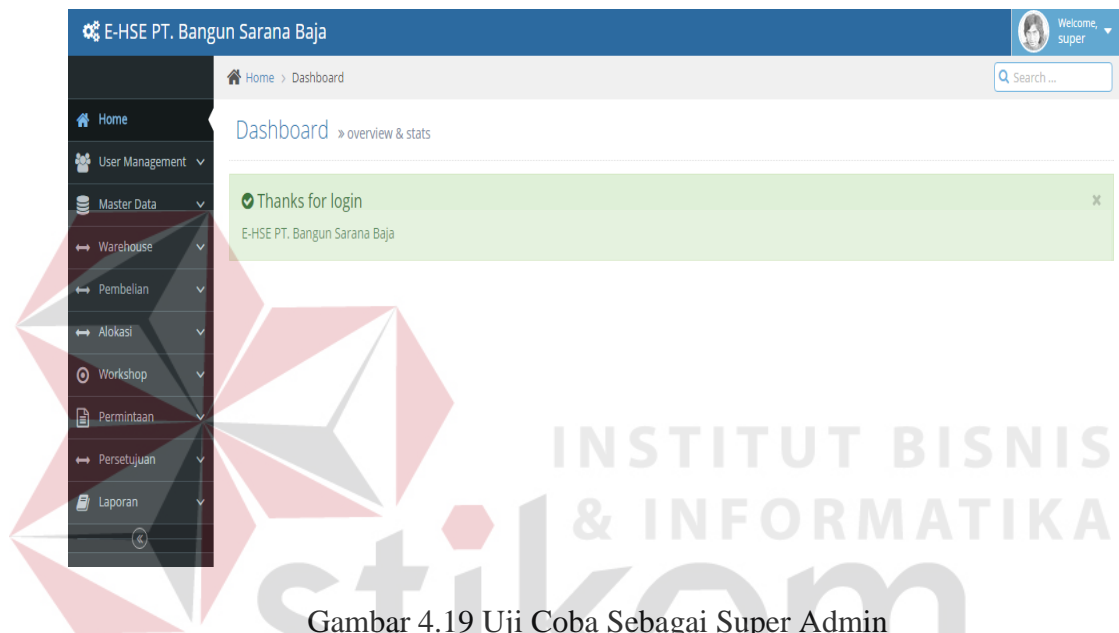 E-HSE PT. Bangun Sarana Baja
Welcome,
super
Home > Dashboard
Search ...
Home
User Management
Master Data
Warehouse
Pembelian
Alokasi
Workshop
Permintaan
Persetujuan
Laporan
Dashboard » overview & stats
Thanks for login
x
E-HSE PT. Bangun Sarana Baja
INSTITUT BISNIS
& INFORMATIKA
stikom
Gambar 4.19 Uji Coba Sebagai Super Admin